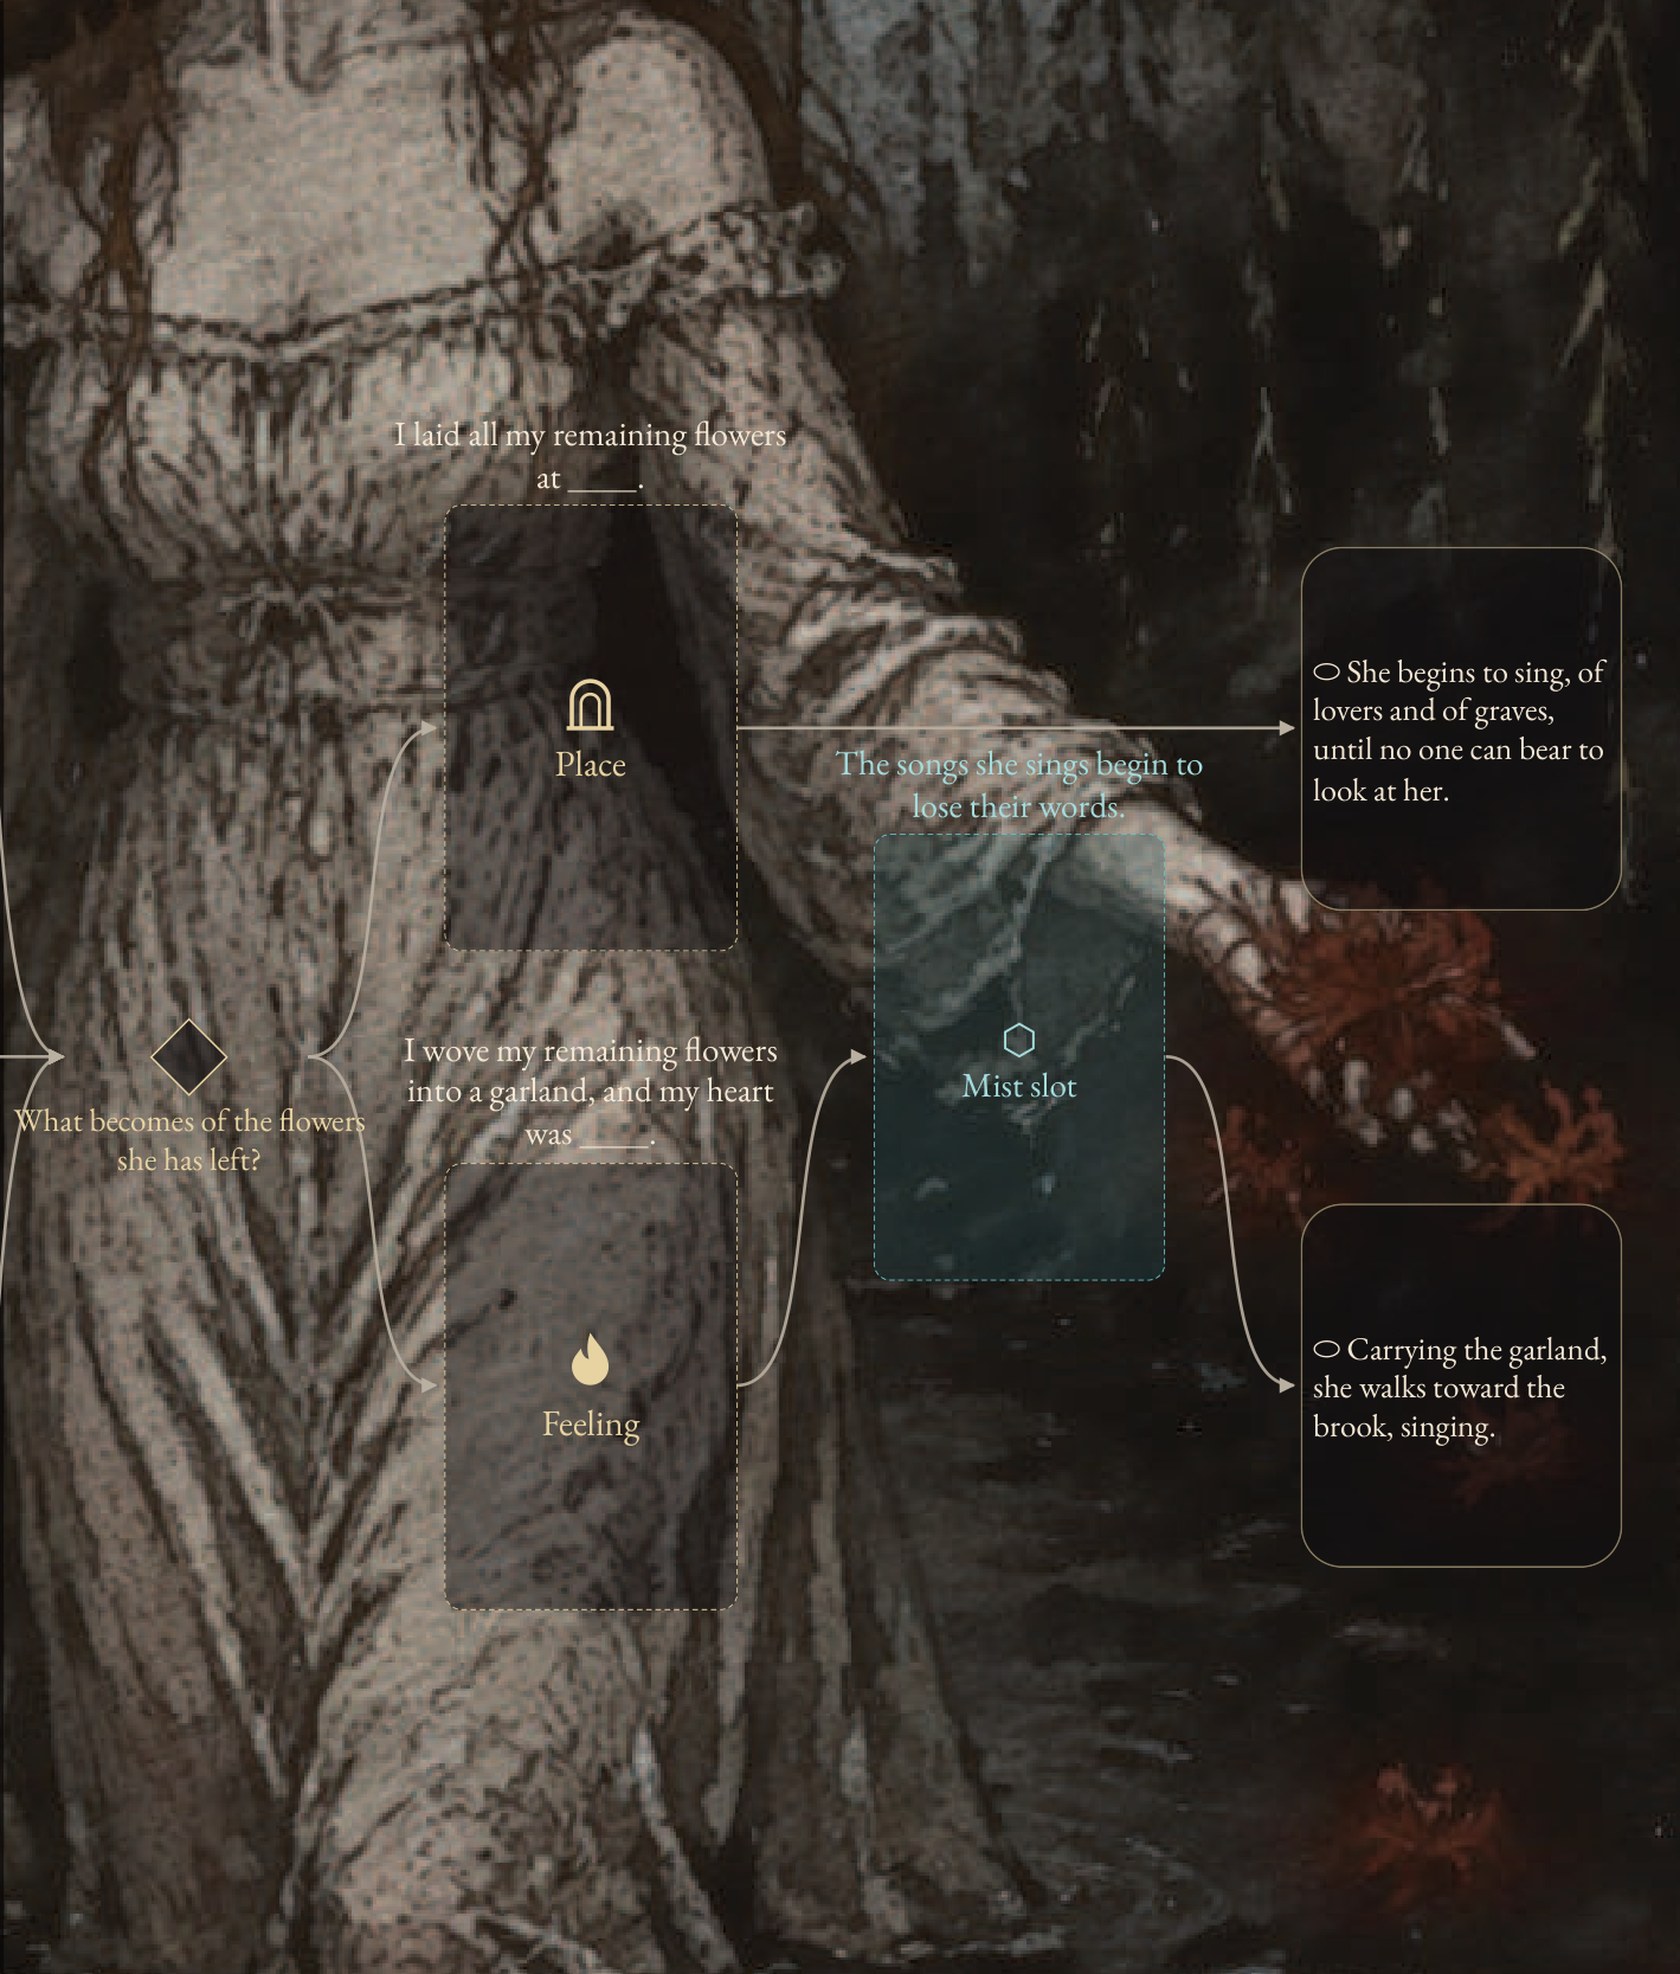 I laid all my remaining flowers
at _____.
Place
She begins to sing, of
lovers and of graves,
until no one can bear to
look at her.
The songs she sings begin to
lose their words.
Mist slot
What becomes of the flowers
she has left?
I wove my remaining flowers
into a garland, and my heart
was _____.
Feeling
Carrying the garland,
she walks toward the
brook, singing.